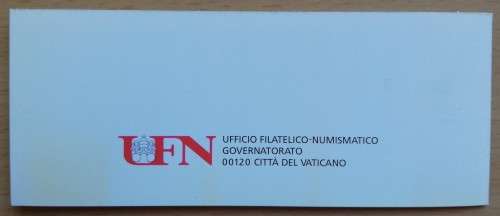 UFN
UFFICIO FILATELICO-NUMISMATICO
GOVERNATORATO
00120 CITTÀ DEL VATICANO